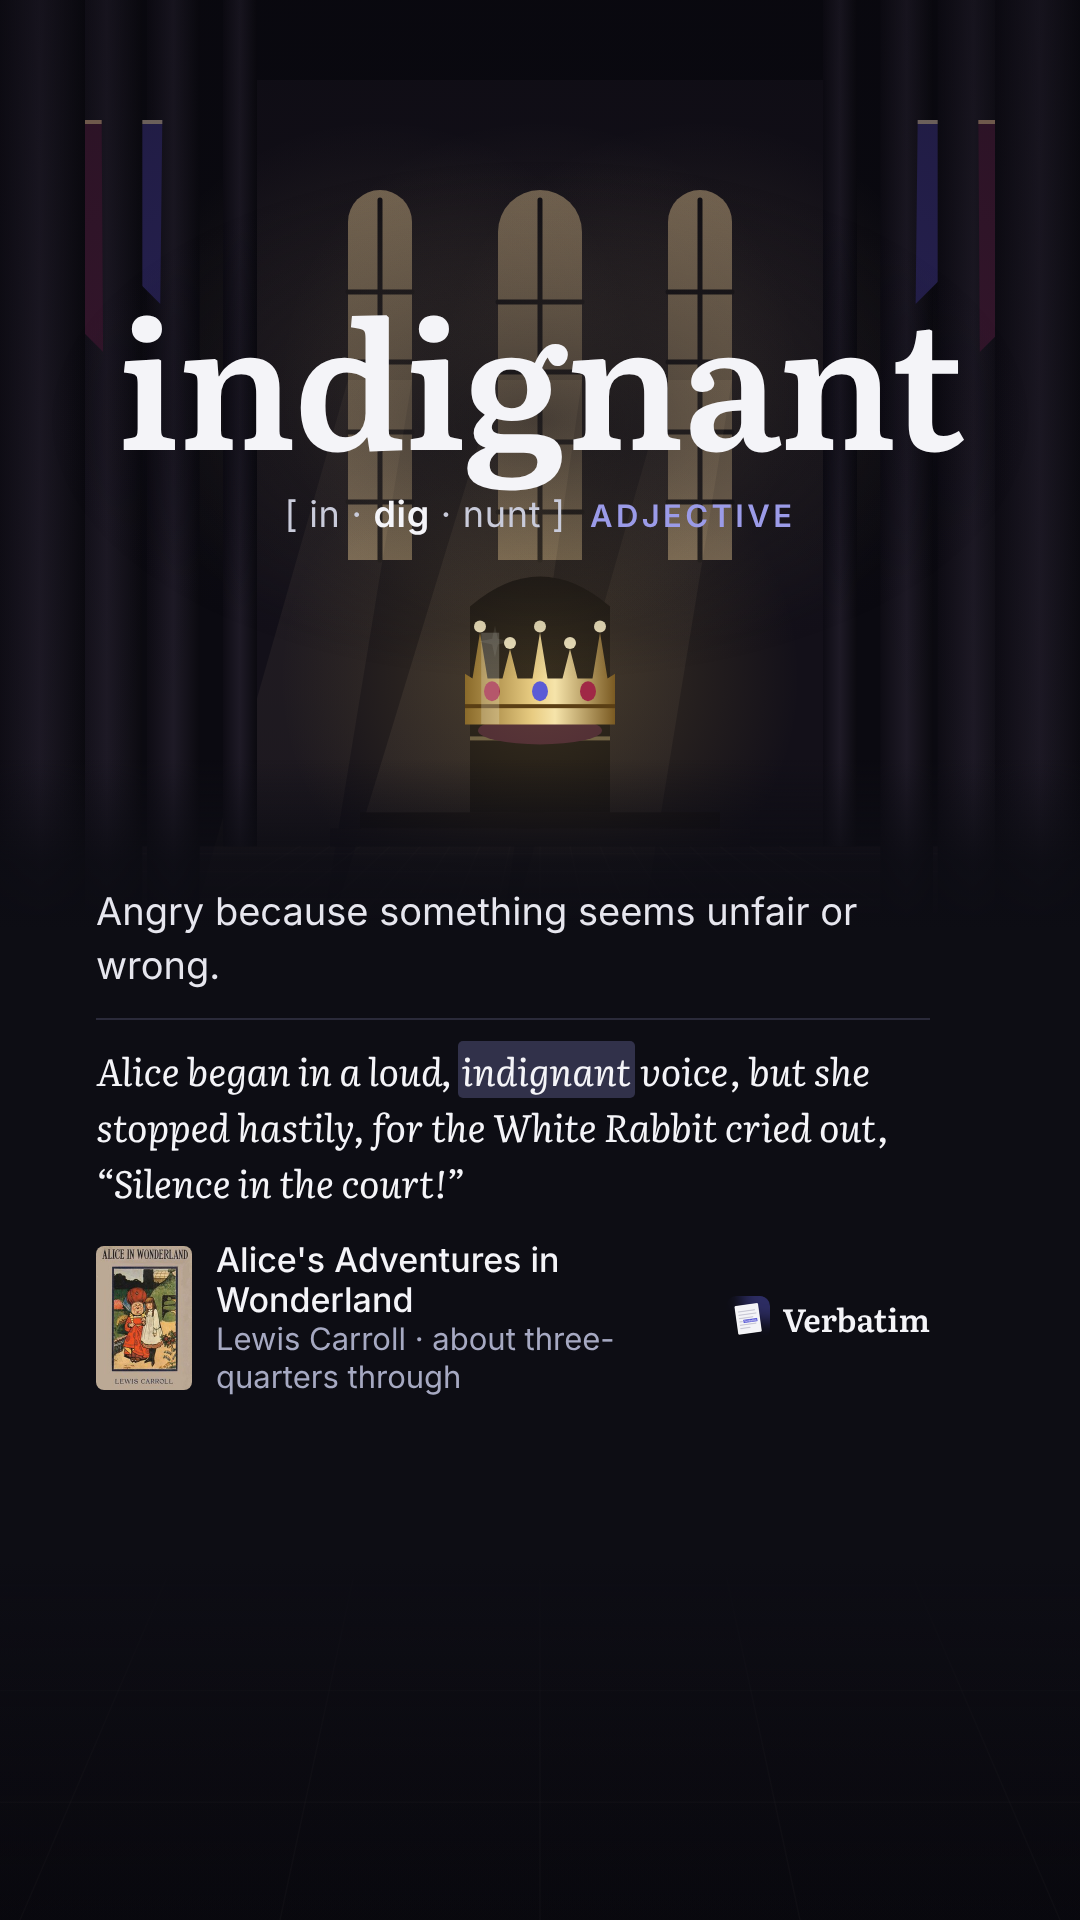 indignant
[ in · dig · nunt ] ADJECTIVE
Angry because something seems unfair or
wrong.
Alice began in a loud, indignant voice, but she
stopped hastily, for the White Rabbit cried out,
“Silence in the court!”
ALICE IN WONDERLAND
LEWIS CARROLL
Alice's Adventures in
Wonderland
Lewis Carroll · about three-
quarters through
Verbatim